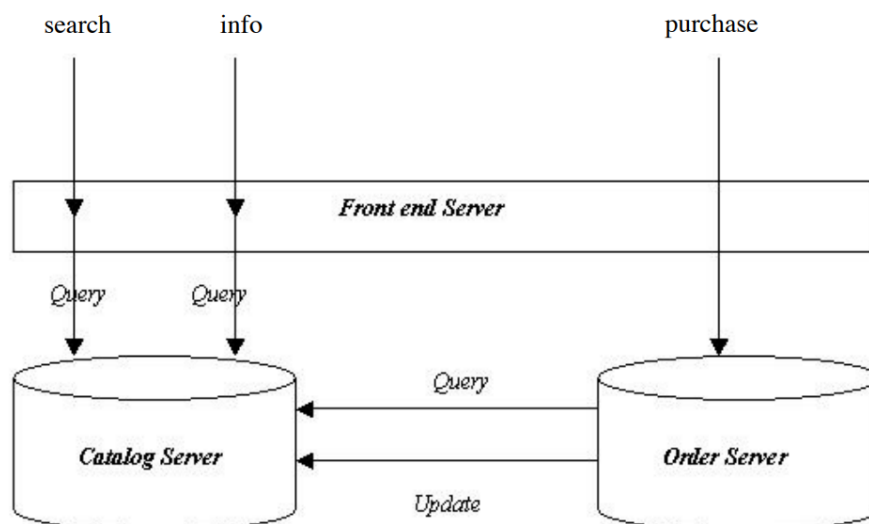 search info purchase
Front end Server
Query Query
Query
Catalog Server Order Server
Update